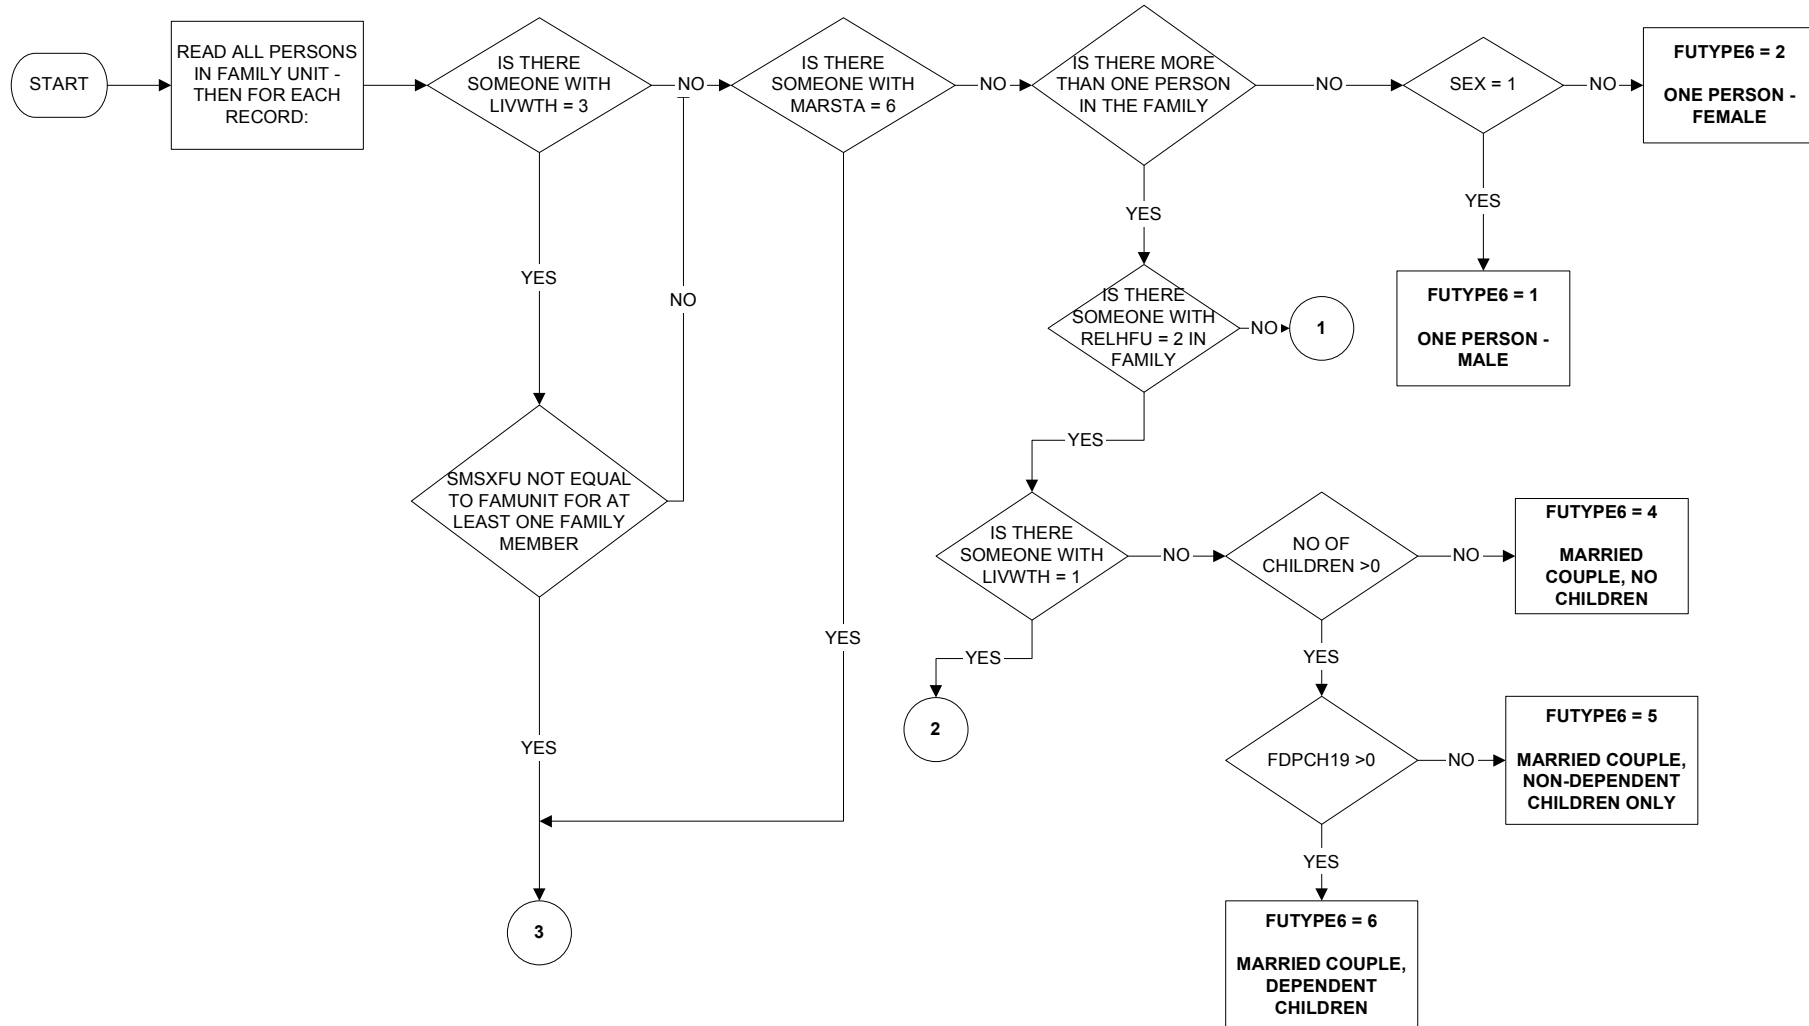 START
READ ALL PERSONS
IN FAMILY UNIT -
THEN FOR EACH
RECORD:
IS THERE
SOMEONE WITH
LIVWTH = 3
NO
IS THERE
SOMEONE WITH
MARSTA = 6
NO
IS THERE MORE
THAN ONE PERSON
IN THE FAMILY
NO
SEX = 1
NO
FUTYPE6 = 2
ONE PERSON -
FEMALE
YES
YES
YES
NO
IS THERE
SOMEONE WITH
RELHFU = 2 IN
FAMILY
NO
1
FUTYPE6 = 1
ONE PERSON -
MALE
YES
SMSXFU NOT EQUAL
TO FAMUNIT FOR AT
LEAST ONE FAMILY
MEMBER
IS THERE
SOMEONE WITH
LIVWTH = 1
NO
NO OF
CHILDREN >0
NO
FUTYPE6 = 4
MARRIED
COUPLE, NO
CHILDREN
YES
YES
YES
YES
2
FDPCH19 >0
NO
FUTYPE6 = 5
MARRIED COUPLE,
NON-DEPENDENT
CHILDREN ONLY
YES
3
FUTYPE6 = 6
MARRIED COUPLE,
DEPENDENT
CHILDREN